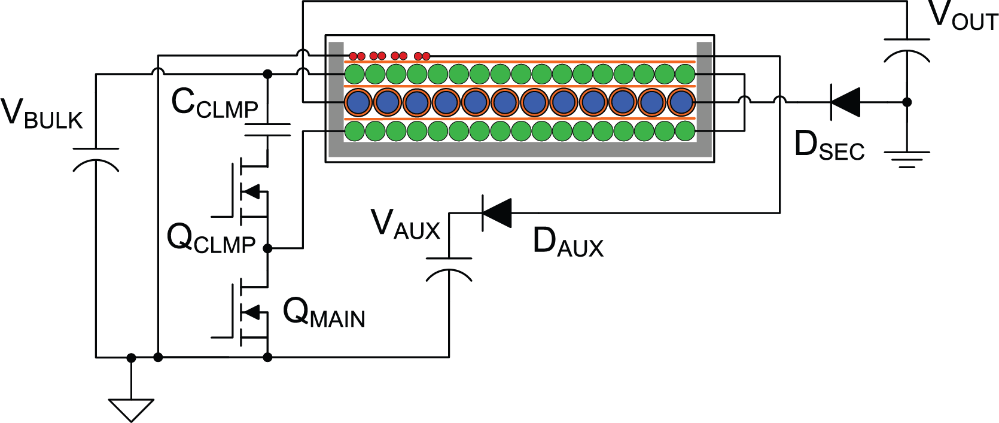 VOUT
CCLMP
VBULK
DSEC
VAUX
QCLMP
DAUX
QMAIN